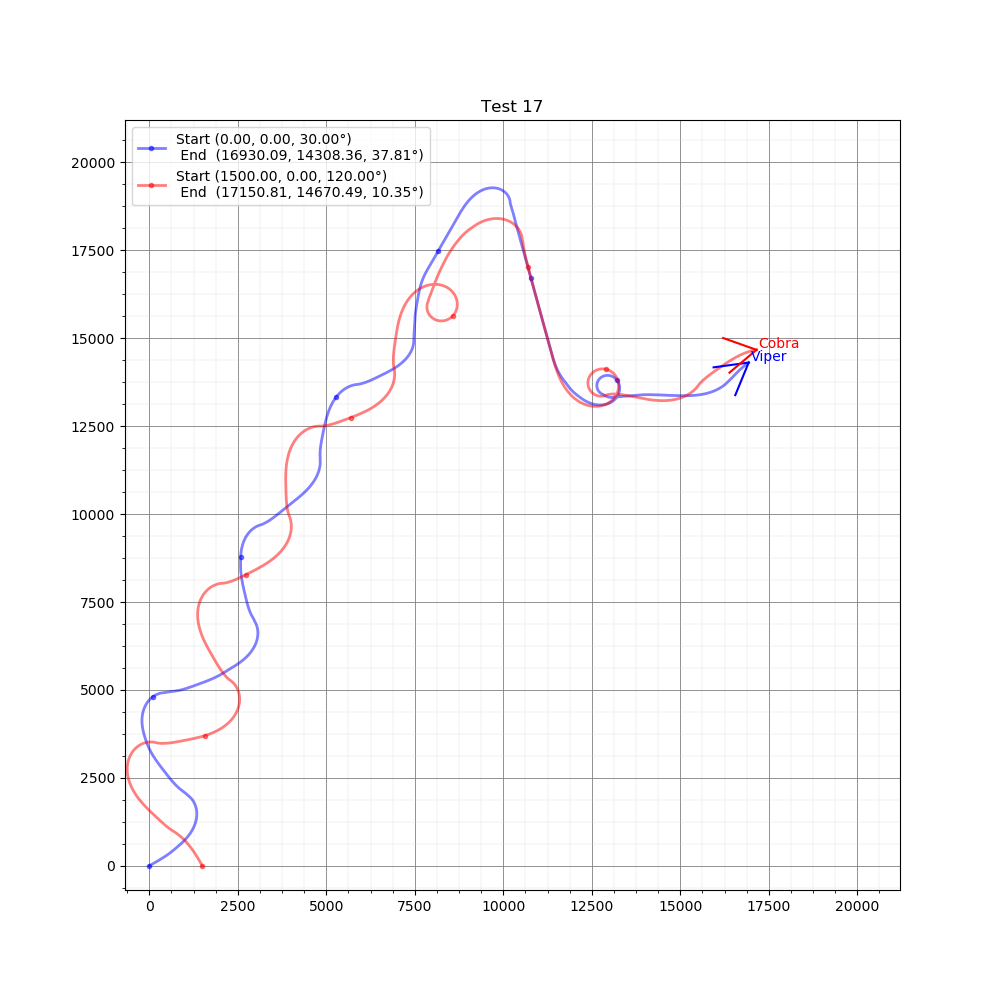 Test 17
Start (0.00, 0.00, 30.00°)
End (16930.09, 14308.36, 37.81°)
Start (1500.00, 0.00, 120.00°)
End (17150.81, 14670.49, 10.35°)
20000
17500
15000
12500
10000
7500
5000
2500
0
Cobra
Viper
0 2500 5000 7500 10000 12500 15000 17500 20000